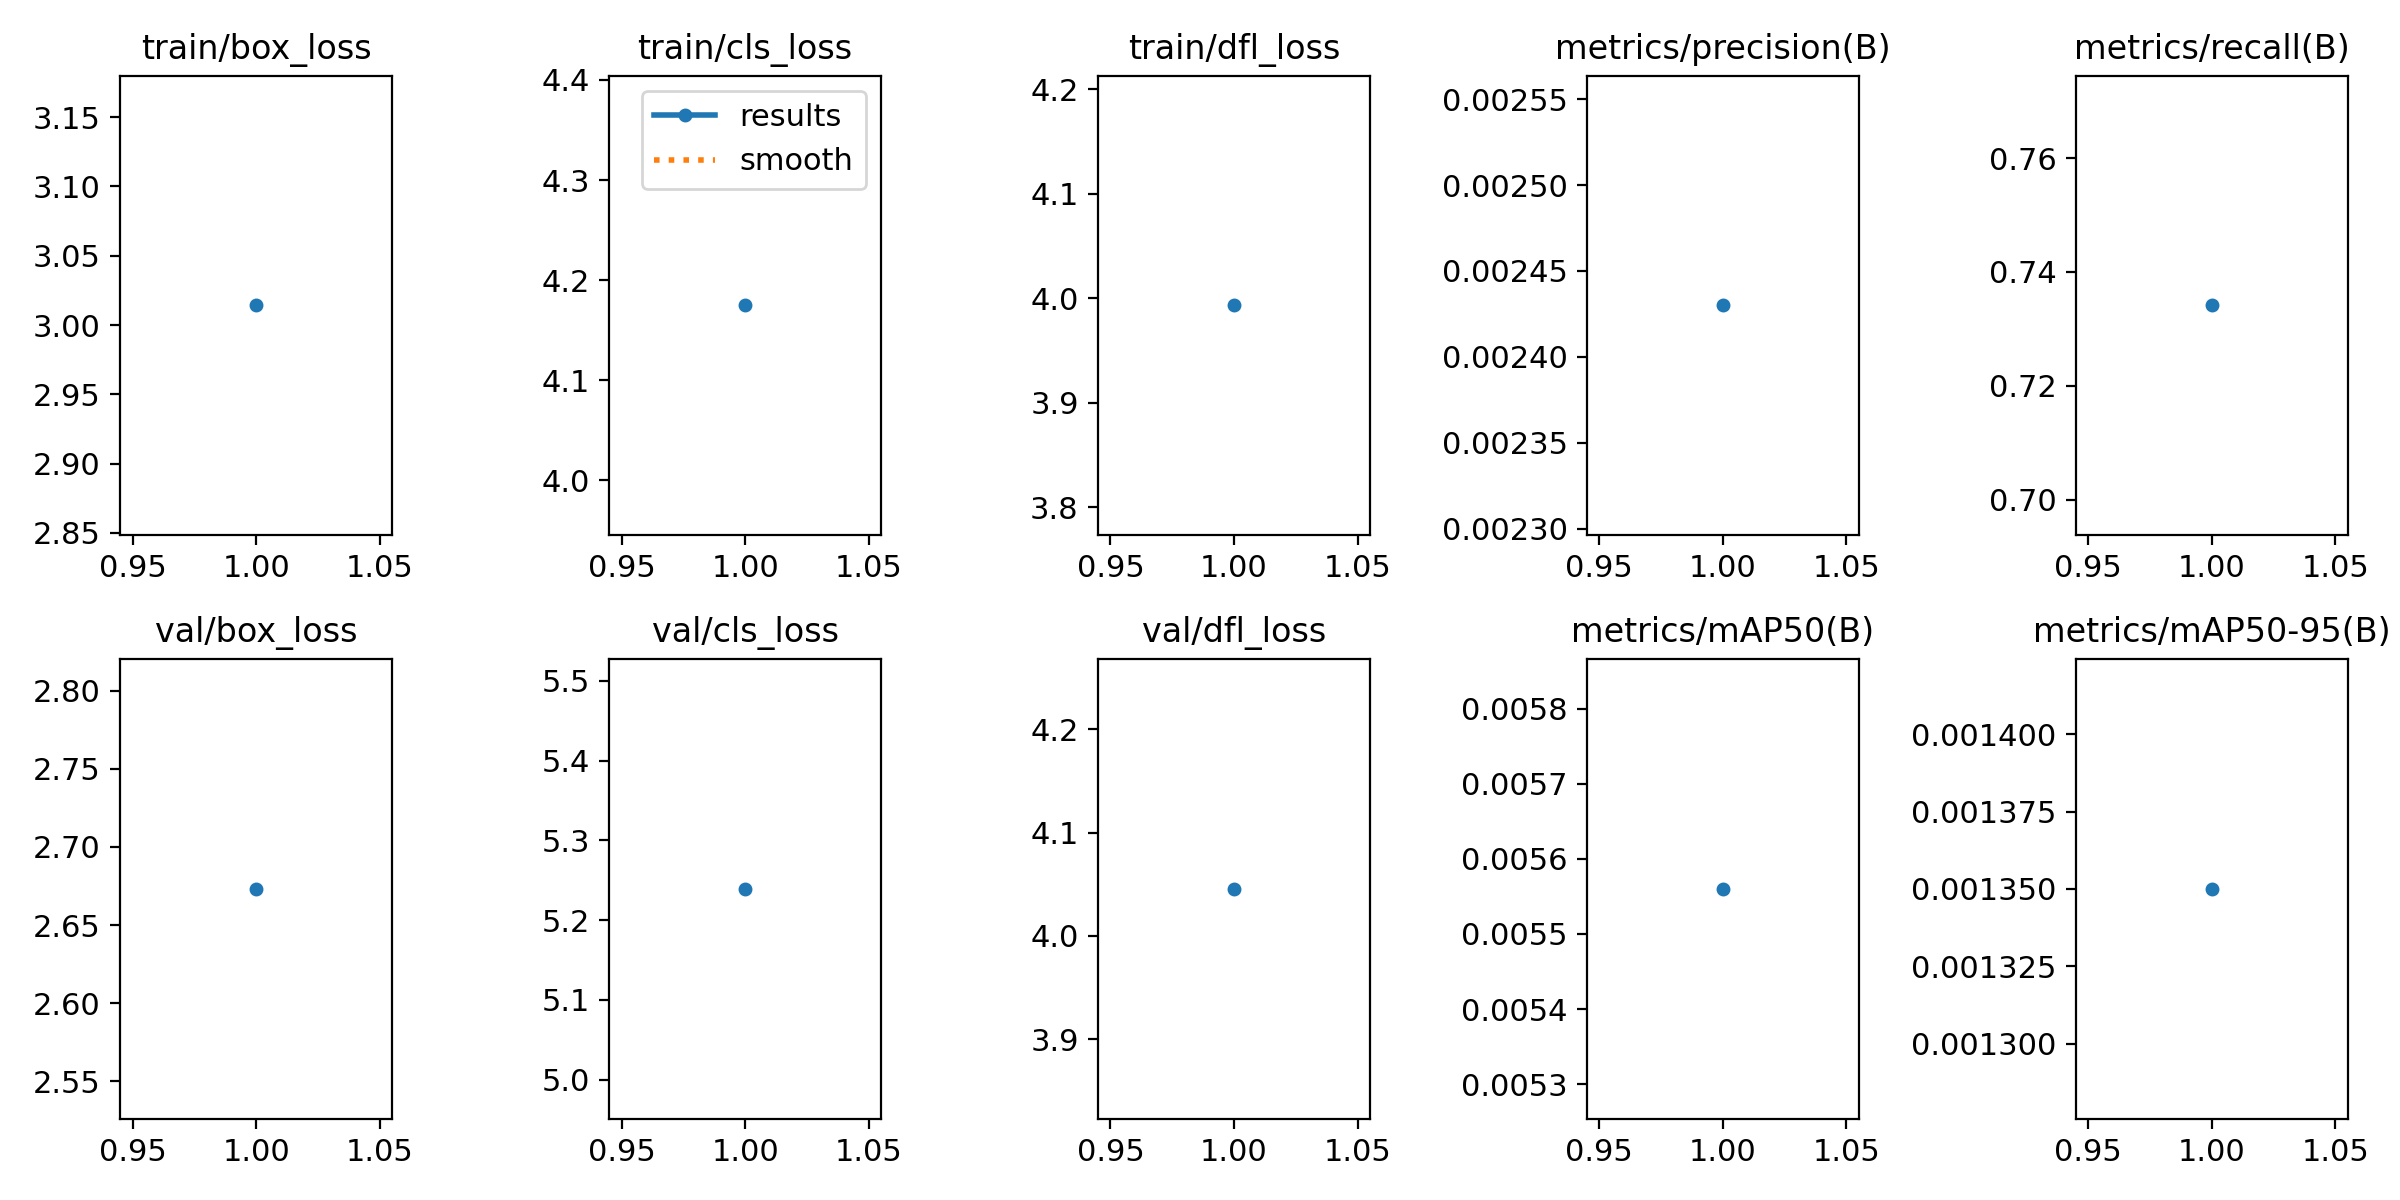 train/box_loss
3.15
3.10
3.05
3.00
2.95
2.90
2.85
0.95 1.00 1.05
train/cls_loss
results
smooth
4.4
4.3
4.2
4.1
4.0
0.95 1.00 1.05
train/dfl_loss
4.2
4.1
4.0
3.9
3.8
0.95 1.00 1.05
metrics/precision(B)
0.00255
0.00250
0.00245
0.00240
0.00235
0.00230
0.95 1.00 1.05
metrics/recall(B)
0.76
0.74
0.72
0.70
0.95 1.00 1.05
val/box_loss
2.80
2.75
2.70
2.65
2.60
2.55
0.95 1.00 1.05
val/cls_loss
5.5
5.4
5.3
5.2
5.1
5.0
0.95 1.00 1.05
val/dfl_loss
4.2
4.1
4.0
3.9
0.95 1.00 1.05
metrics/mAP50(B)
0.0058
0.0057
0.0056
0.0055
0.0054
0.0053
0.95 1.00 1.05
metrics/mAP50-95(B)
0.001400
0.001375
0.001350
0.001325
0.001300
0.95 1.00 1.05